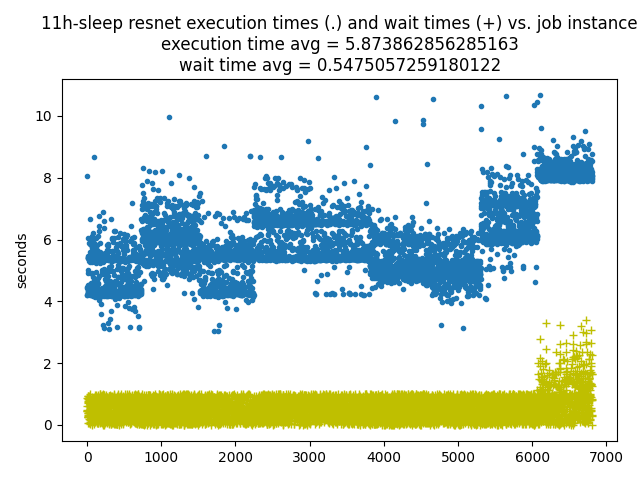 11h-sleep resnet execution times (.) and wait times (+) vs. job instance
execution time avg = 5.873862856285163
wait time avg = 0.5475057259180122
seconds
10
8
6
4
2
0
0 1000 2000 3000 4000 5000 6000 7000